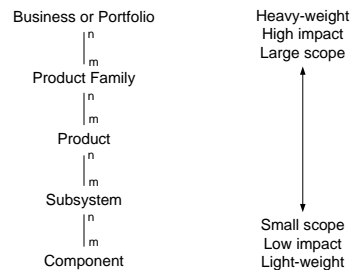 Business or Portfolio
n
m
Product Family
n
m
Product
n
m
Subsystem
n
m
Component
Heavy-weight
High impact
Large scope
Small scope
Low impact
Light-weight